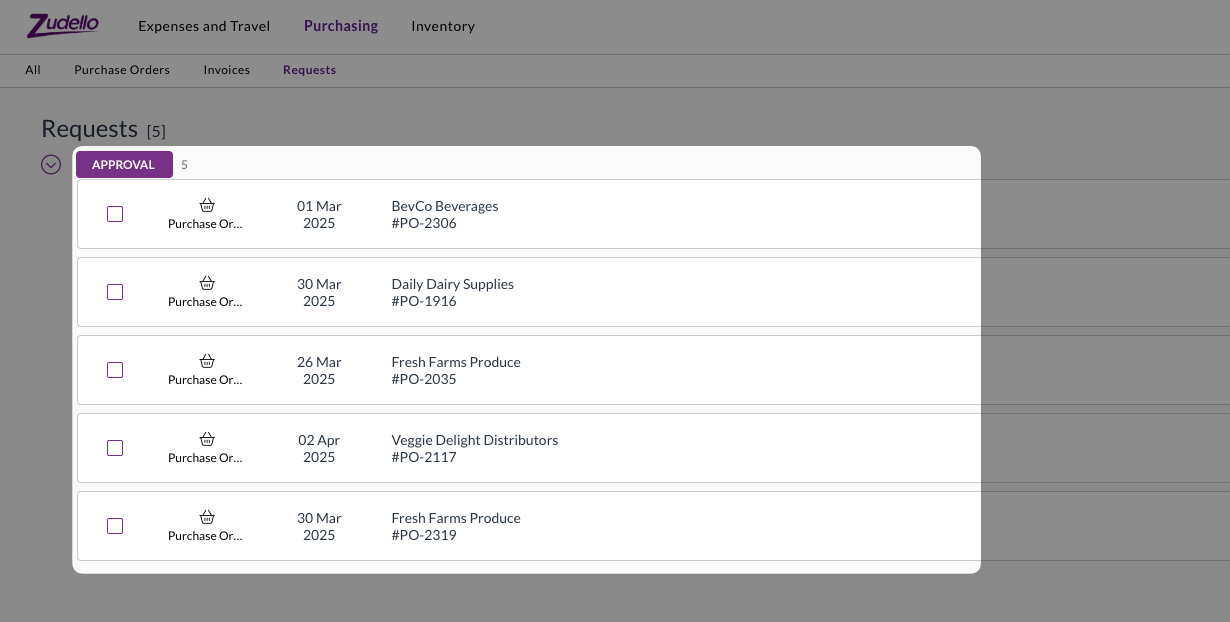 Zudello Expenses and Travel Purchasing Inventory
All Purchase Orders Invoices Requests
Requests [5]
APPROVAL 5
Purchase Or...
01 Mar
2025
BevCo Beverages
#PO-2306
Purchase Or...
30 Mar
2025
Daily Dairy Supplies
#PO-1916
Purchase Or...
26 Mar
2025
Fresh Farms Produce
#PO-2035
Purchase Or...
02 Apr
2025
Veggie Delight Distributors
#PO-2117
Purchase Or...
30 Mar
2025
Fresh Farms Produce
#PO-2319